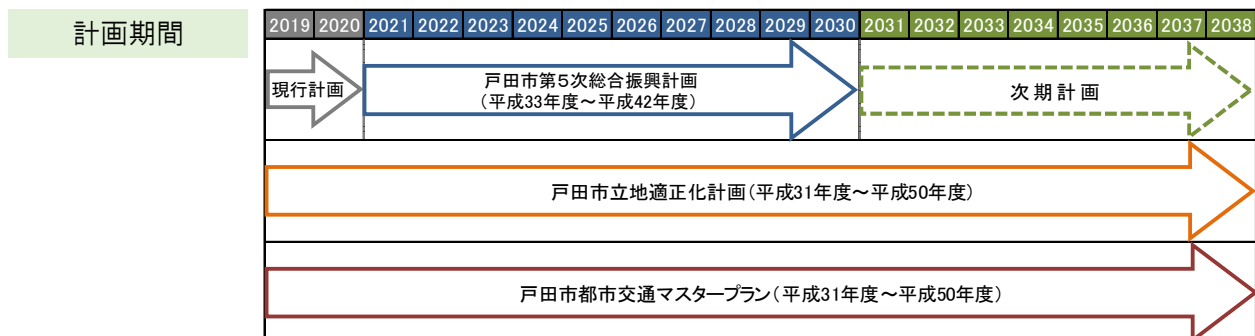 計画期間
2019 2020 2021 2022 2023 2024 2025 2026 2027 2028 2029 2030 2031 2032 2033 2034 2035 2036 2037 2038
現行計画
戸田市第5次総合振興計画
(平成33年度～平成42年度)
次期計画
戸田市立地適正化計画(平成31年度～平成50年度)
戸田市都市交通マスタープラン(平成31年度～平成50年度)